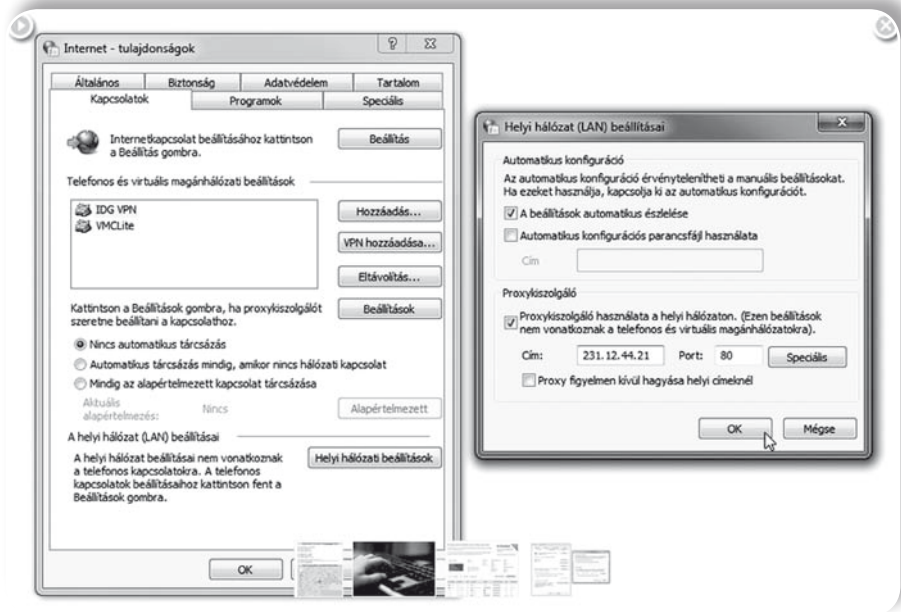 Internet - tulajdonságok
Általános Biztonság Adatvédelem Tartalom
Kapcsolatok Programok Speciális
Internetkapcsolat beállításához kattintson
a Beállítás gombra.
Beállítás
Telefonos és virtuális magánhálózati beállítások
IDG VPN
VMCLite
Hozzáadás...
VPN hozzáadása...
Eltávolítás...
Kattintson a Beállítások gombra, ha proxykiszolgálót
szeretne beállítani a kapcsolathoz.
Beállítások
Nincs automatikus tárcsázás
Automatikus tárcsázás mindig, amikor nincs hálózati kapcsolat
Mindig az alapértelmezett kapcsolat tárcsázása
Aktuális
alapértelmezés:
Nincs
Alapértelmezett
A helyi hálózat (LAN) beállításai
A helyi hálózat beállításai nem vonatkoznak
a telefonos kapcsolatokra. A telefonos
kapcsolatok beállításaihoz kattintson fent a
Beállítások gombra.
Helyi hálózati beállítások
OK
Helyi hálózat (LAN) beállításai
Automatikus konfiguráció
Az automatikus konfiguráció érvénytelenítheti a manuális beállításokat.
Ha ezeket használja, kapcsolja ki az automatikus konfigurációt.
A beállítások automatikus észlelése
Automatikus konfigurációs parancsfájl használata
Cím
Proxykiszolgáló
Proxykiszolgáló használata a helyi hálózaton. (Ezen beállítások
nem vonatkoznak a telefonos és virtuális magánhálózatokra).
Cím: 231.12.44.21 Port: 80 Speciális
Proxy figyelmen kívül hagyása helyi címeknél
OK Mégse